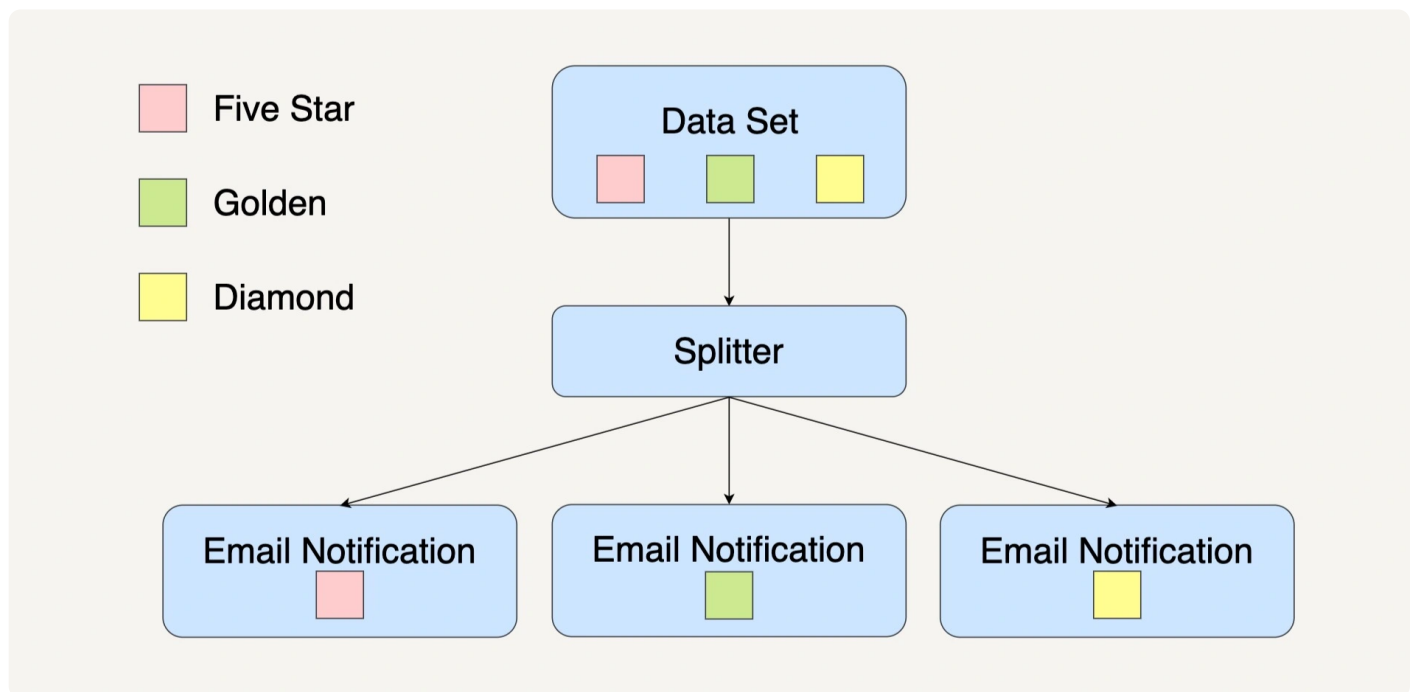 Five Star
Golden
Diamond
Data Set
Splitter
Email Notification
Email Notification
Email Notification